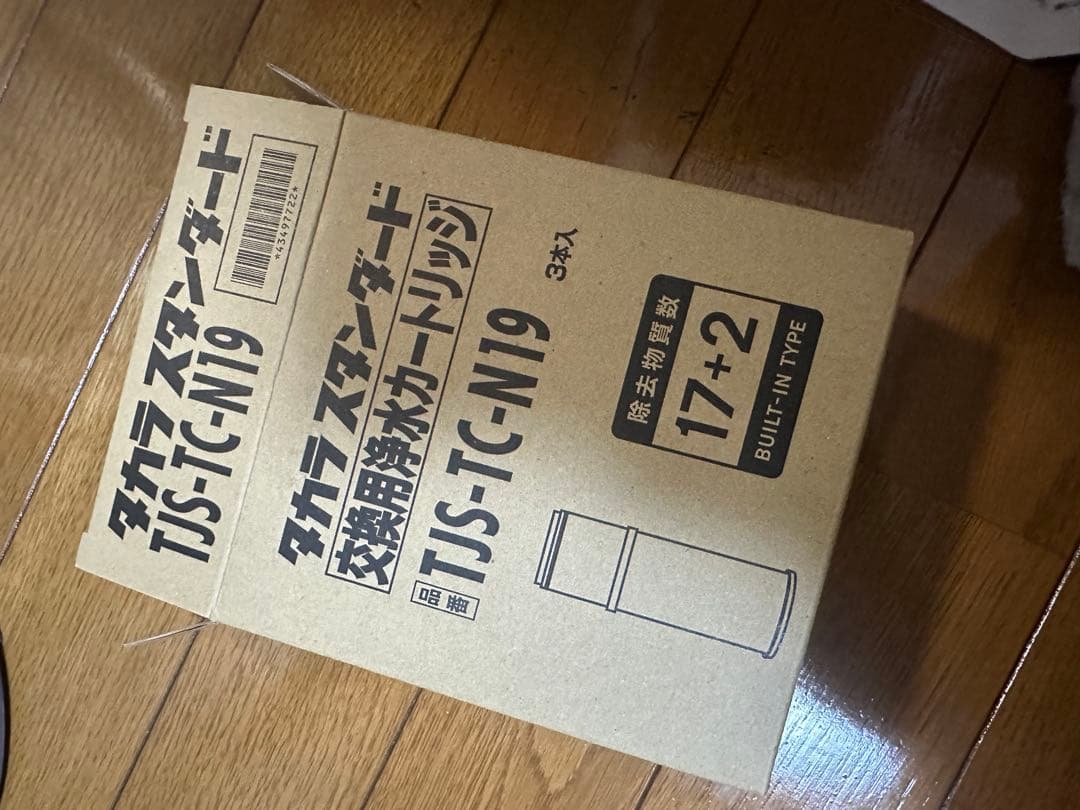 タカラスタンダード
TJS-TC-N19
*43497722*
タカラスタンダード
交換用浄水カートリッジ
品番 TJS-TC-N19
3本入
除去物質数
17+2
BUILT-IN TYPE